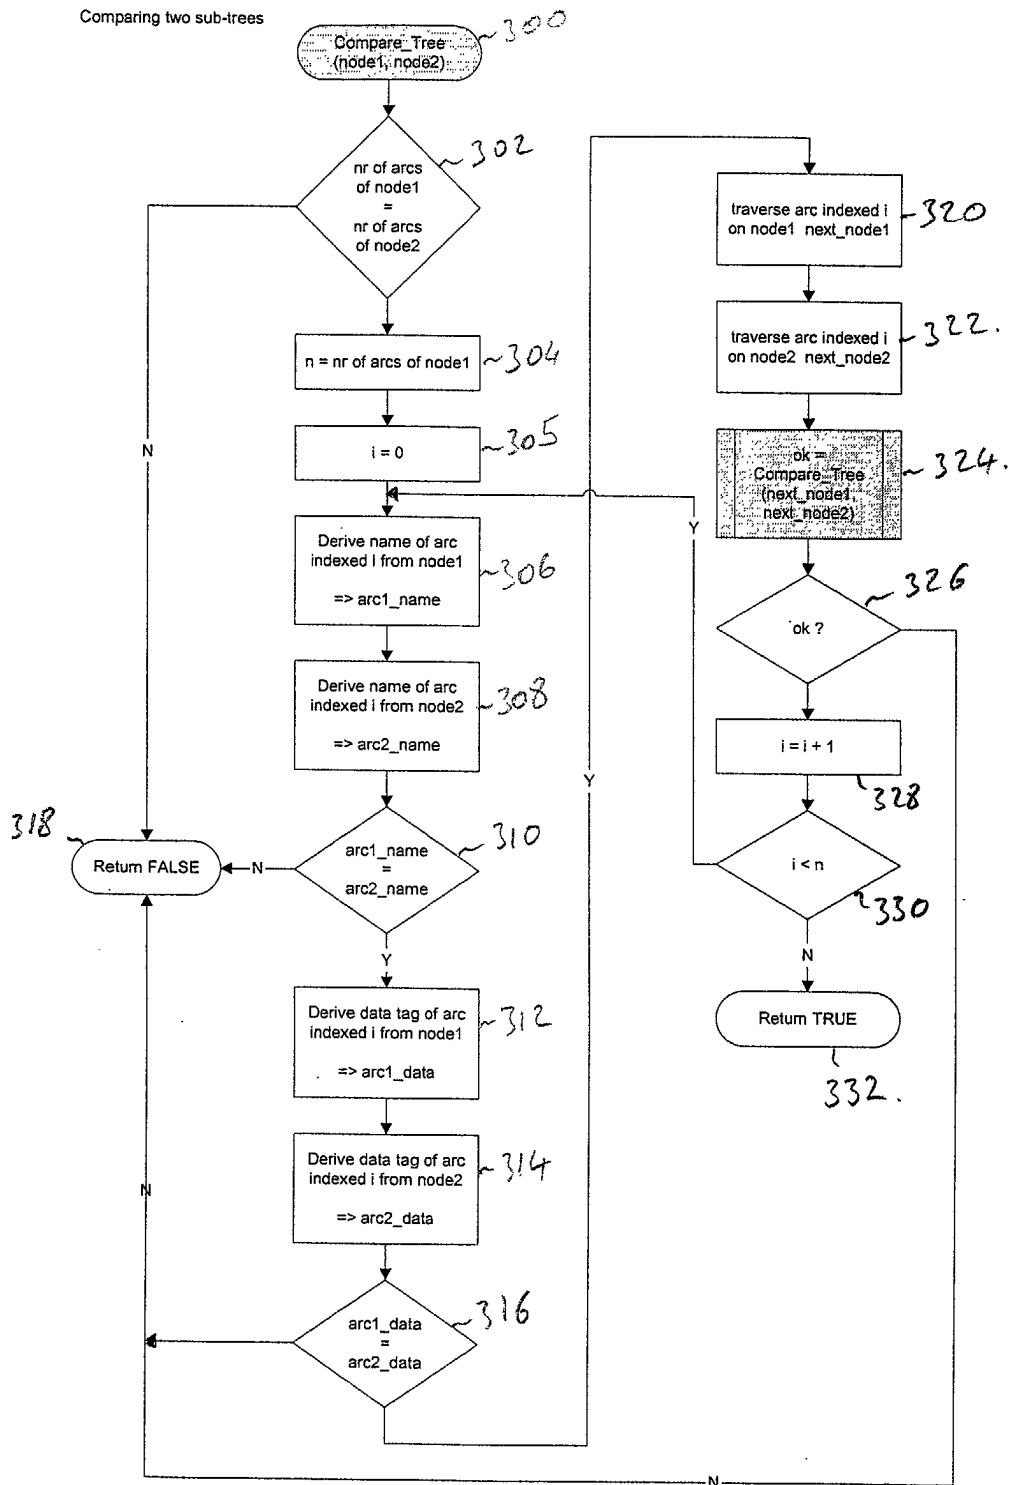 Comparing two sub-trees
Compare_Tree
(node1, node2)
300
nr of arcs
of node1
=
nr of arcs
of node2
302
N
n = nr of arcs of node1
304
i = 0
305
Derive name of arc
indexed i from node1
=> arc1_name
306
Derive name of arc
indexed i from node2
=> arc2_name
308
arc1_name
=
arc2_name
310
N
Return FALSE
318
Y
Derive data tag of arc
indexed i from node1
=> arc1_data
312
Derive data tag of arc
indexed i from node2
=> arc2_data
314
N
arc1_data
=
arc2_data
316
Y
traverse arc indexed i
on node1 next_node1
320
traverse arc indexed i
on node2 next_node2
322.
ok =
Compare_Tree
(next_node1,
next_node2)
324.
Y
ok ?
326
i = i + 1
328
i < n
330
N
Return TRUE
332.
N